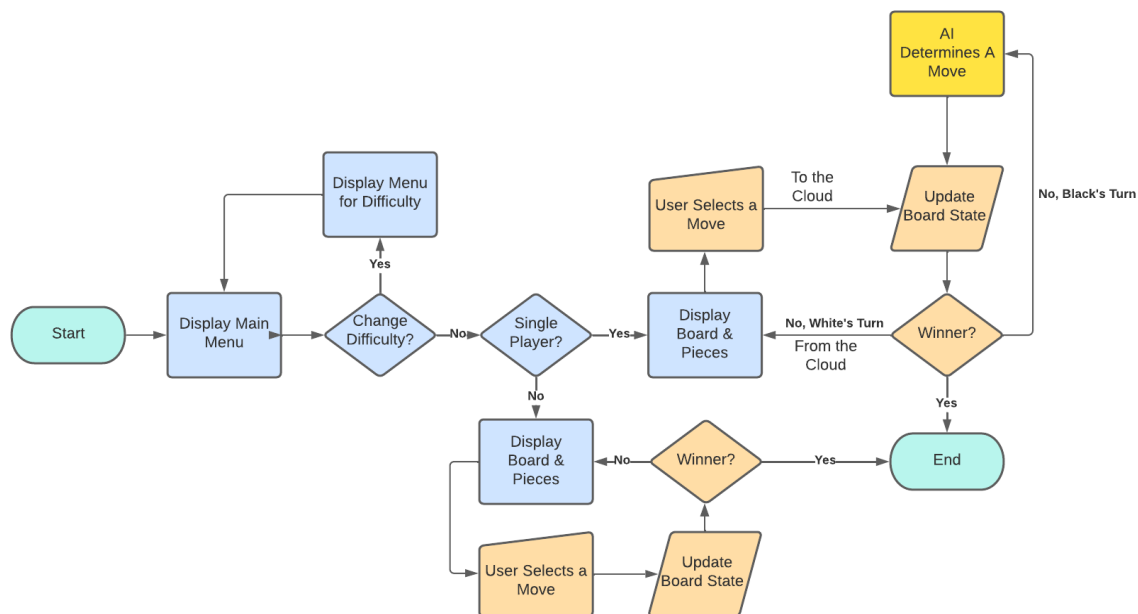 AI
Determines A
Move
Display Menu
for Difficulty
To the
Cloud
User Selects a
Move
Update
Board State
No, Black's Turn
Yes
Start
Display Main
Menu
Change
Difficulty?
No
Single
Player?
Yes
Display
Board &
Pieces
No, White's Turn
From the
Cloud
Winner?
No
Yes
Display
Board &
Pieces
No
Winner?
Yes
End
User Selects a
Move
Update
Board State